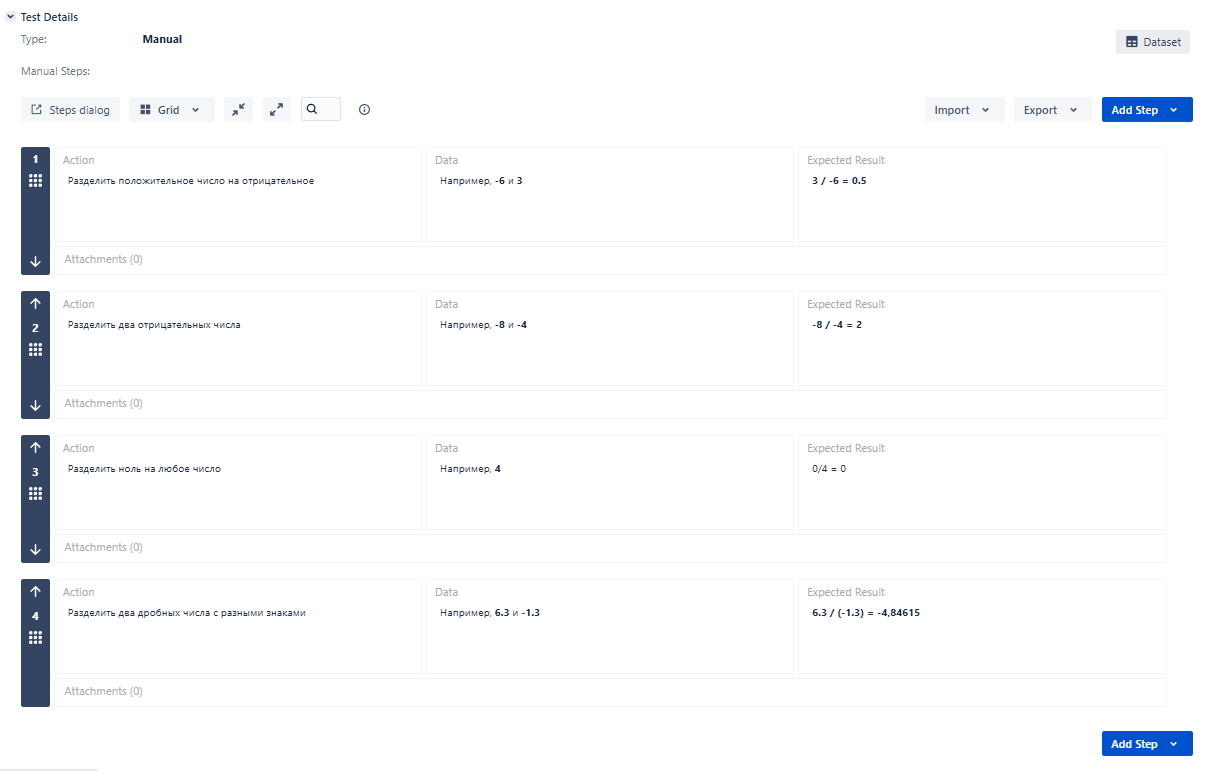 Test Details
Type: Manual
Dataset
Manual Steps:
Steps dialog Grid Import Export Add Step
1 Action Data Expected Result
Разделить положительное число на отрицательное Например, -6 и 3 3 / -6 = 0.5
Attachments (0)
Action Data Expected Result
2 Разделить два отрицательных числа Например, -8 и -4 -8 / -4 = 2
Attachments (0)
Action Data Expected Result
3 Разделить ноль на любое число Например, 4 0/4 = 0
Attachments (0)
Action Data Expected Result
4 Разделить два дробных числа с разными знаками Например, 6.3 и -1.3 6.3 / (-1.3) = -4,84615
Attachments (0)
Add Step